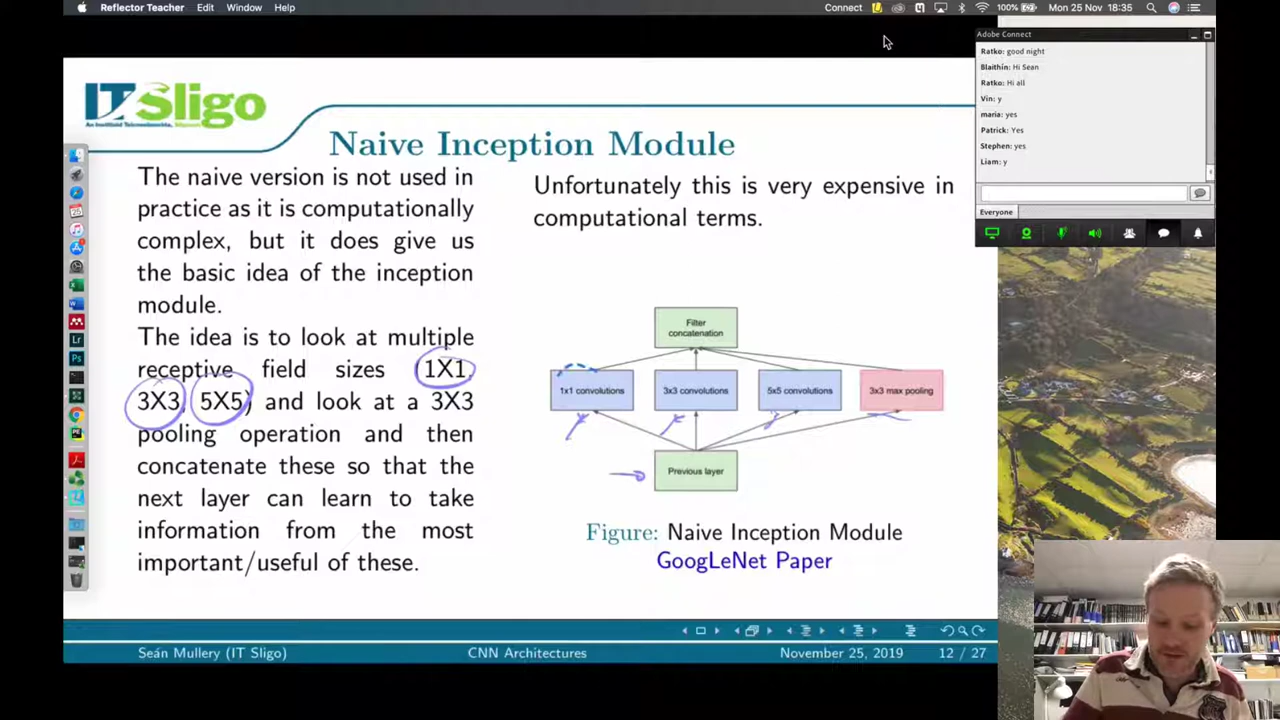 Reflector Teacher Edit Window Help
Connect 100% Mon 25 Nov 18:35
Adobe Connect
Ratko: good night
Blaithín: Hi Sean
Ratko: Hi all
Vin: y
maria: yes
Patrick: Yes
Stephen: yes
Liam: y
Everyone
IT Sligo
Naive Inception Module
The naive version is not used in
practice as it is computationally
complex, but it does give us
the basic idea of the inception
module.
The idea is to look at multiple
receptive field sizes (1X1,
3X3, 5X5) and look at a 3X3
pooling operation and then
concatenate these so that the
next layer can learn to take
information from the most
important/useful of these.
Unfortunately this is very expensive in
computational terms.
Filter
concatenation
1x1 convolutions
3x3 convolutions
5x5 convolutions
3x3 max pooling
Previous layer
Figure: Naive Inception Module
GoogLeNet Paper
Seán Mullery (IT Sligo) CNN Architectures November 25, 2019 12 / 27